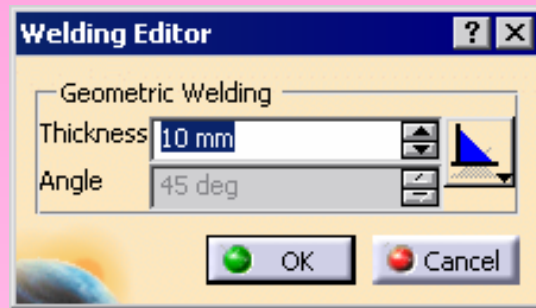 Welding Editor ?
Geometric Welding
Thickness 10 mm
Angle 45 deg
OK Cancel